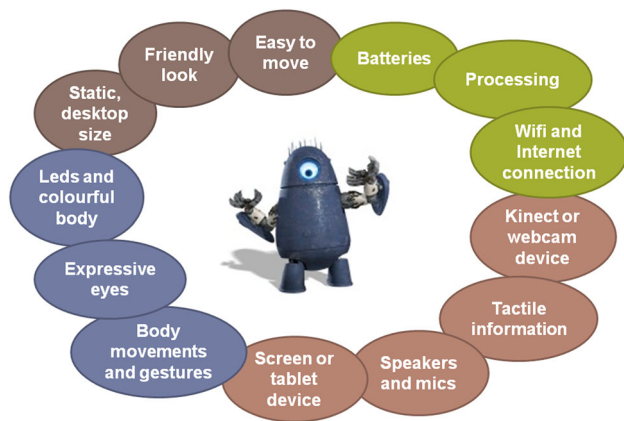 Easy to
move
Batteries
Processing
Wifi and
Internet
connection
Kinect or
webcam
device
Tactile
information
Speakers
and mics
Screen or
tablet
device
Body
movements
and gestures
Expressive
eyes
Leds and
colourful
body
Static,
desktop
size
Friendly
look